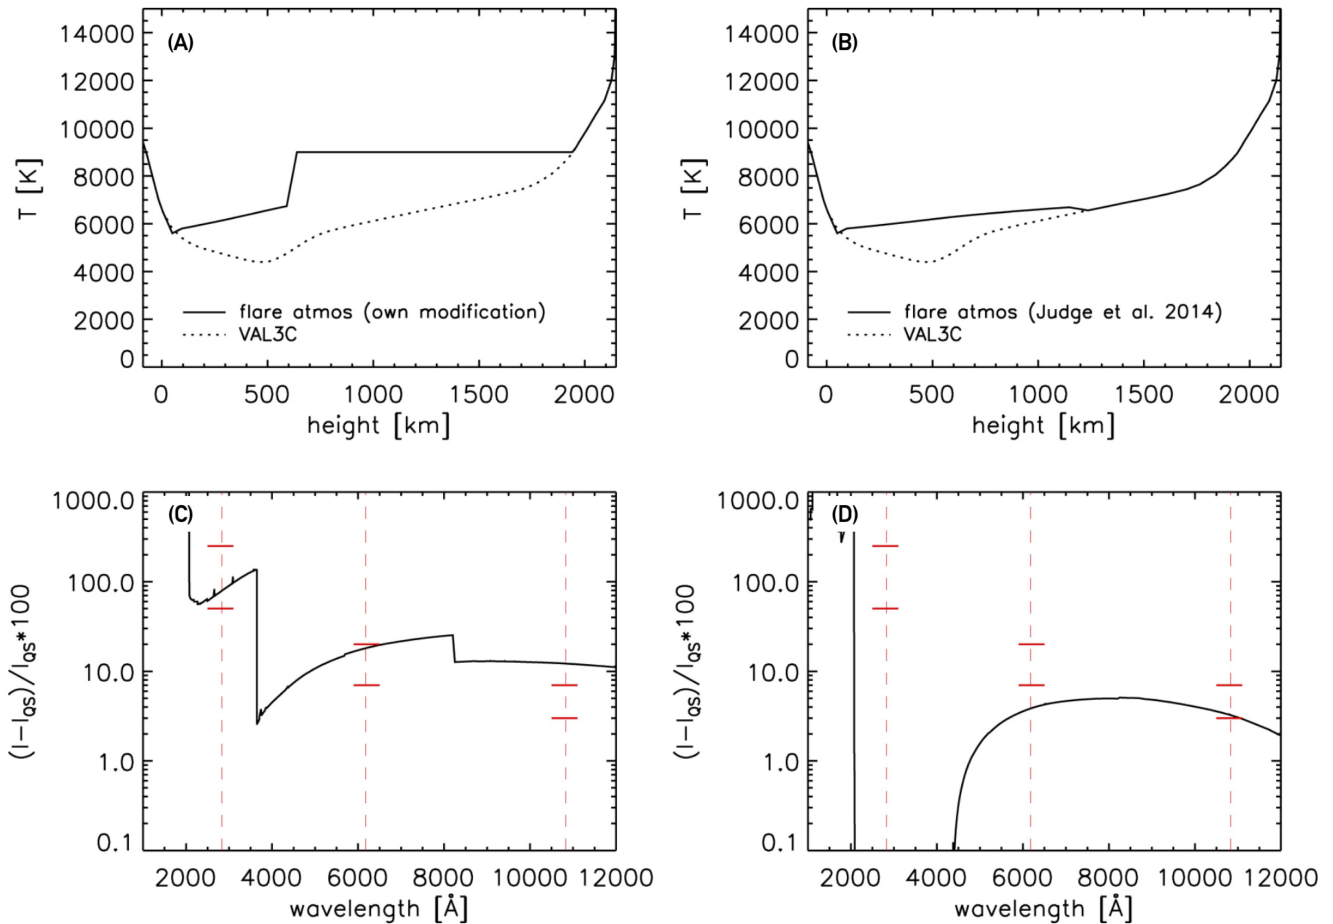 (A)
14000
12000
10000
8000
6000
4000
2000
0
T [K]
flare atmos (own modification)
VAL3C
0 500 1000 1500 2000
height [km]
(B)
14000
12000
10000
8000
6000
4000
2000
0
T [K]
flare atmos (Judge et al. 2014)
VAL3C
0 500 1000 1500 2000
height [km]
(C)
1000.0
100.0
10.0
1.0
0.1
(I−I_QS)/I_QS*100
2000 4000 6000 8000 10000 12000
wavelength [Å]
(D)
1000.0
100.0
10.0
1.0
0.1
(I−I_QS)/I_QS*100
2000 4000 6000 8000 10000 12000
wavelength [Å]